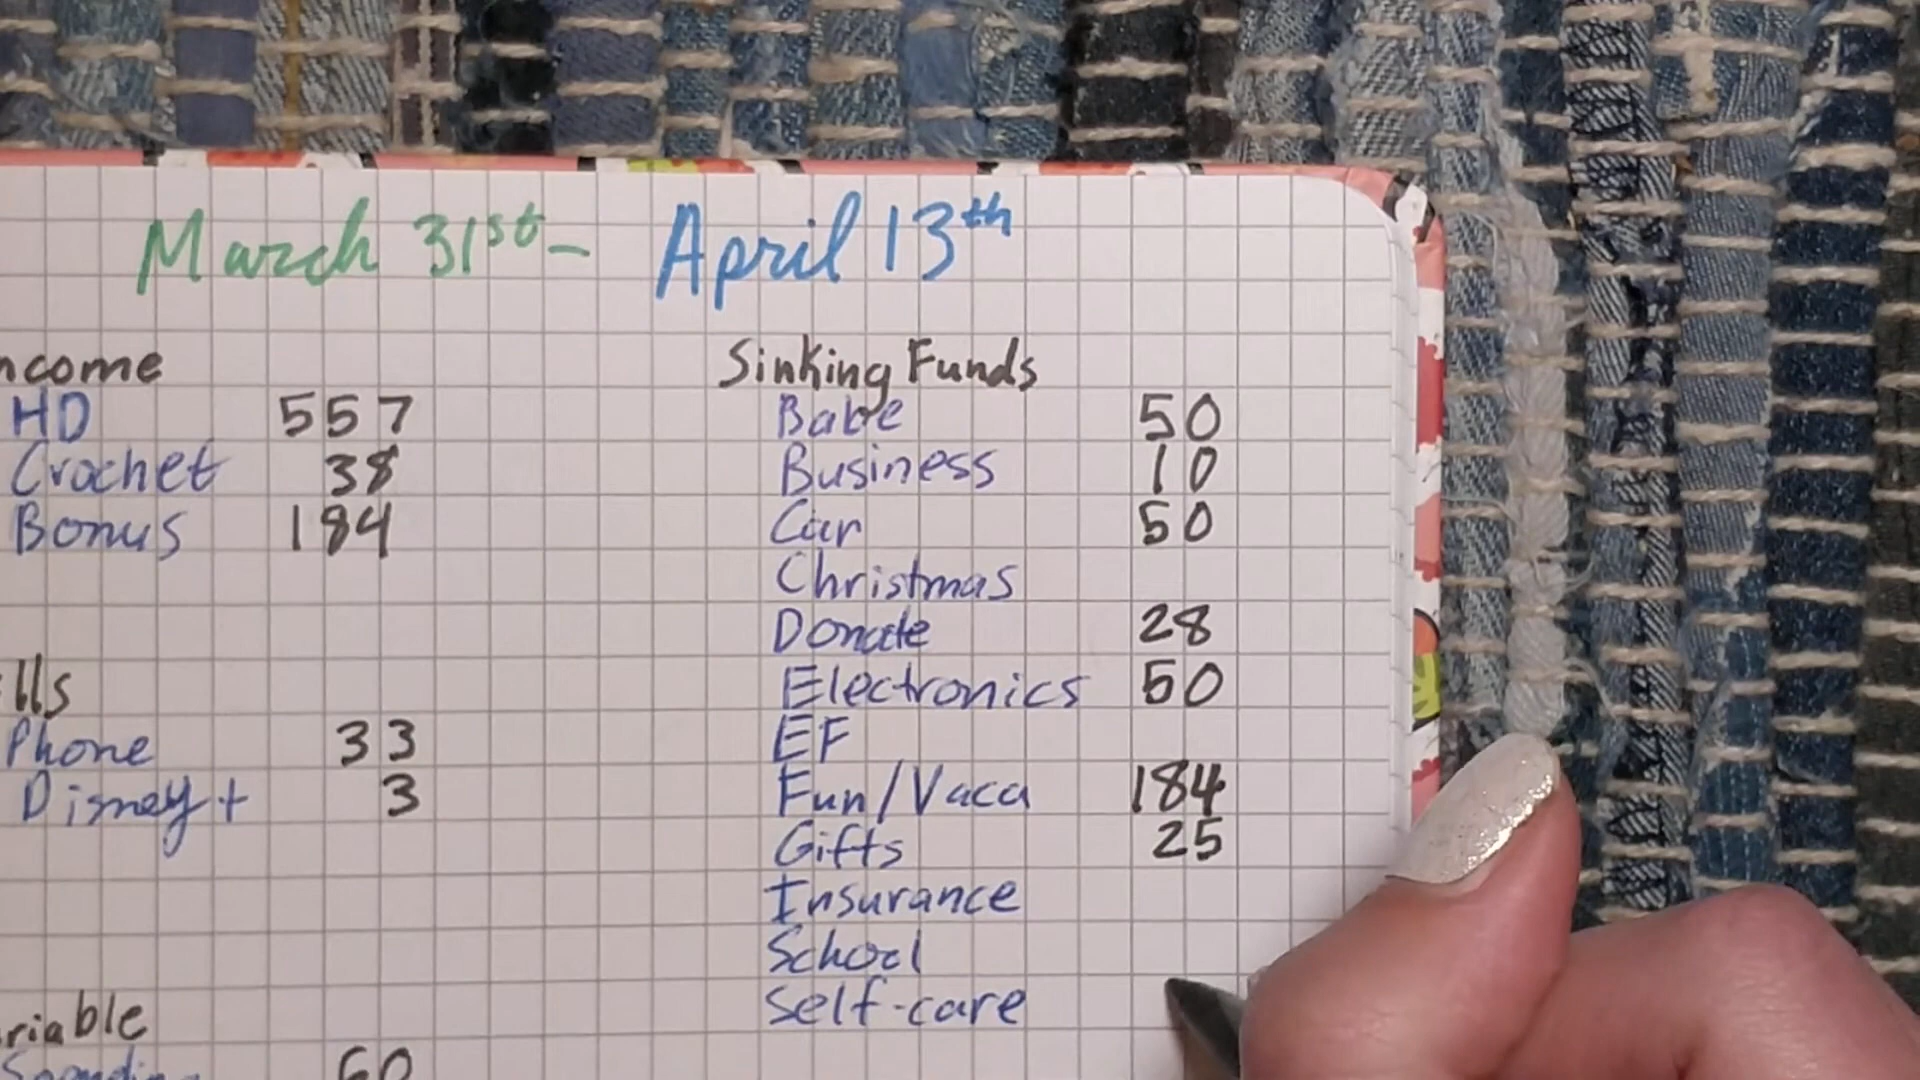 March 31st - April 13th
ncome
HD 557
Crochet 38
Bonus 184
lls
Phone 33
Disney+ 3
riable
Spending 60
Sinking Funds
Babe 50
Business 10
Car 50
Christmas
Donate 28
Electronics 50
EF
Fun/Vaca 184
Gifts 25
Insurance
School
Self-care